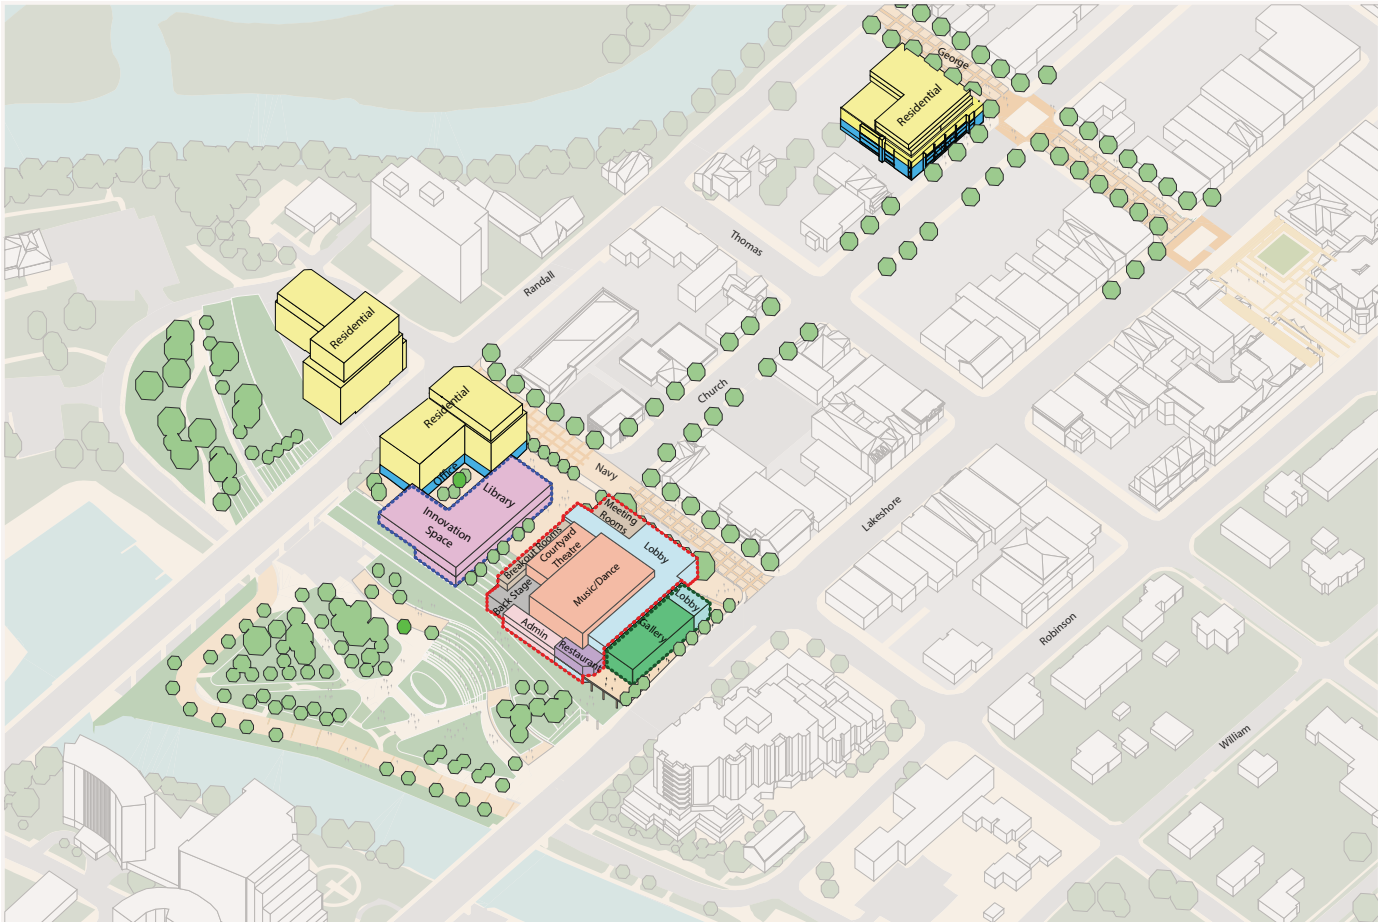 George
Residential
Thomas
Randall
Residential
Church
Residential
Navy
Office
Library
Innovation
Space
Lakeshore
Meeting
Rooms
Lobby
Breakout Rooms
Courtyard
Theatre
Music/Dance
Back Stage
Lobby
Admin
Gallery
Restaurant
Robinson
William